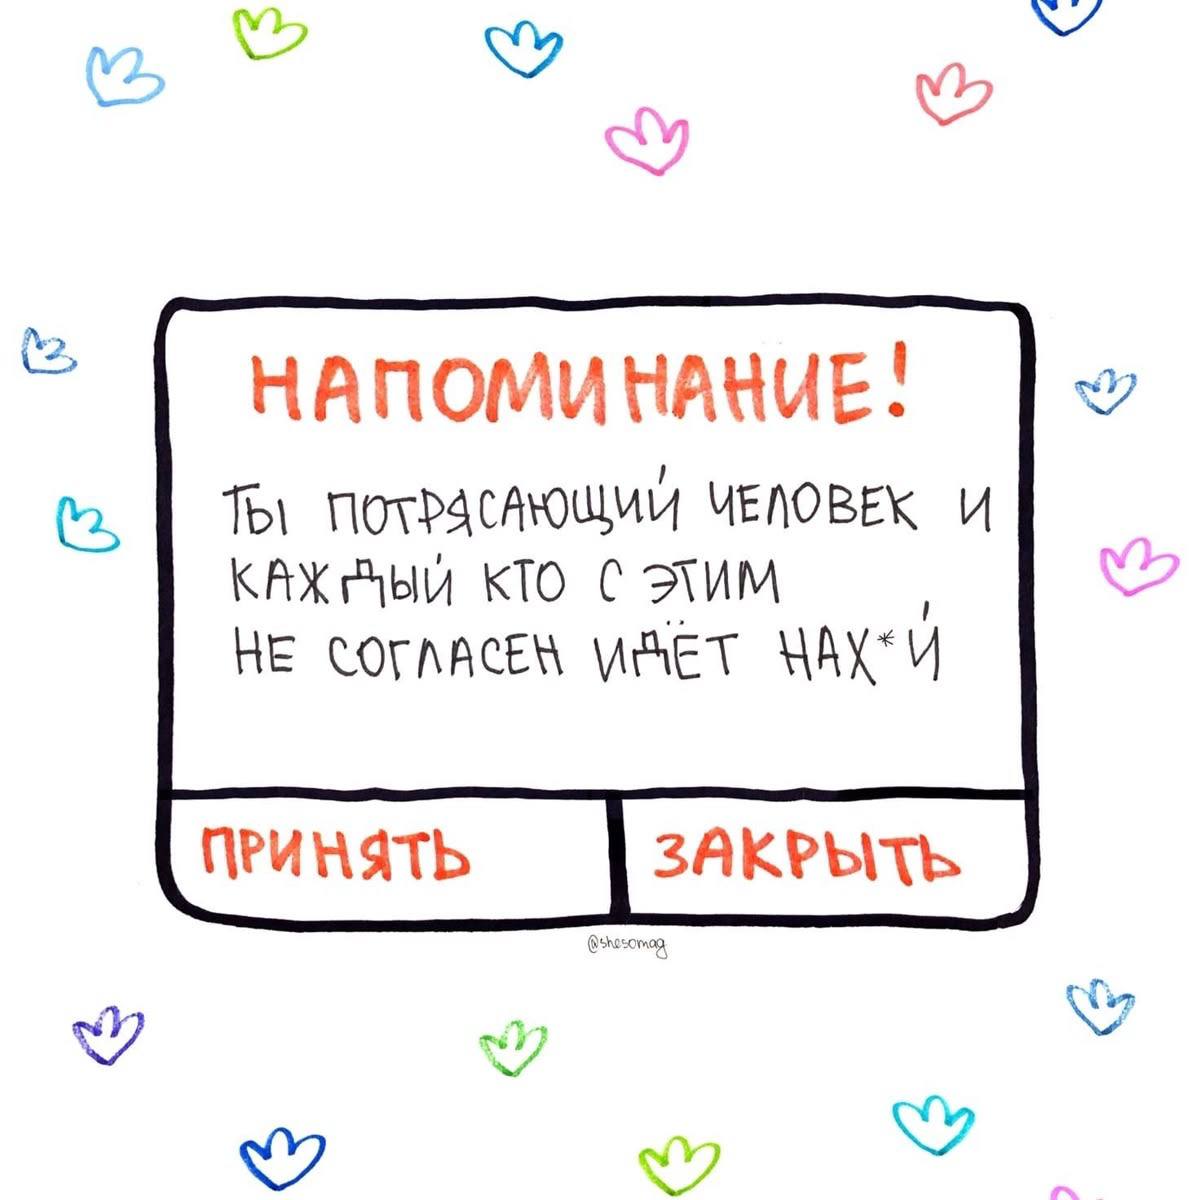 НАПОМИНАНИЕ!
ТЫ ПОТРЯСАЮЩИЙ ЧЕЛОВЕК И
КАЖДЫЙ КТО С ЭТИМ
НЕ СОГЛАСЕН ИДЁТ НАХ*Й
ПРИНЯТЬ ЗАКРЫТЬ
@shesomag